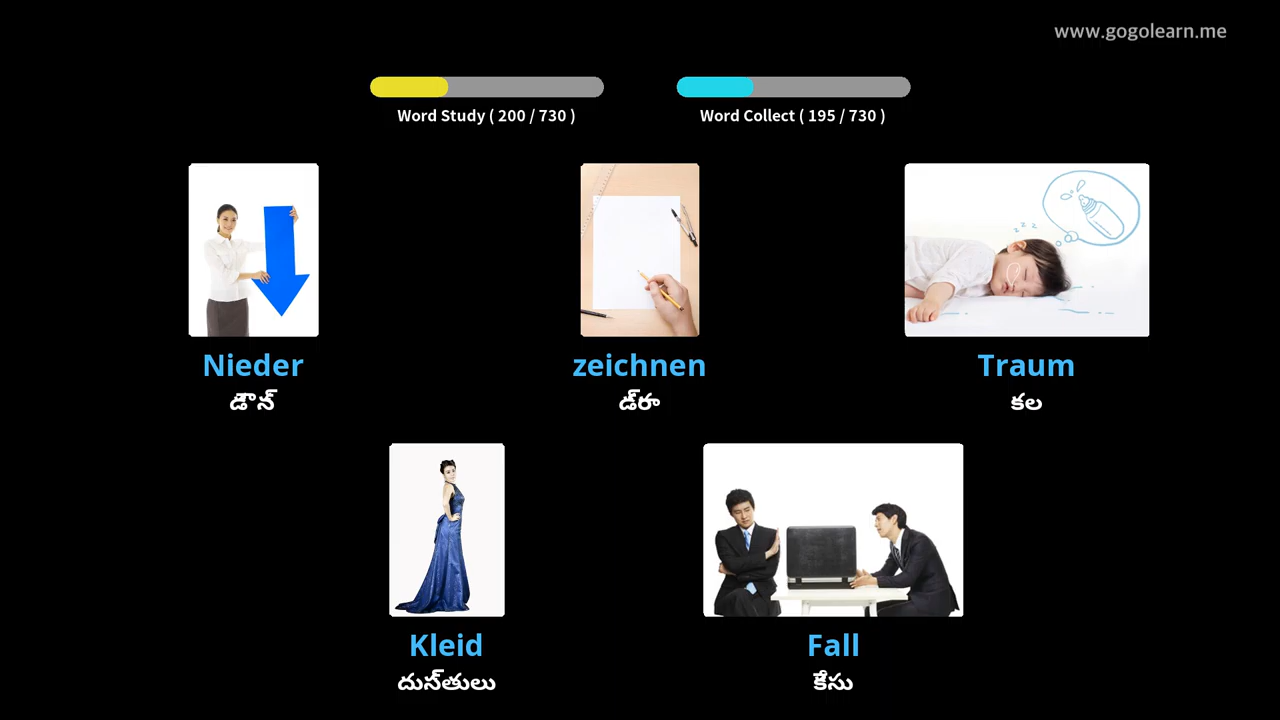 www.gogolearn.me
Word Study ( 200 / 730 )
Word Collect ( 195 / 730 )
Nieder
డౌన్
zeichnen
డ్రా
Traum
కల
Kleid
దుస్తులు
Fall
కేసు